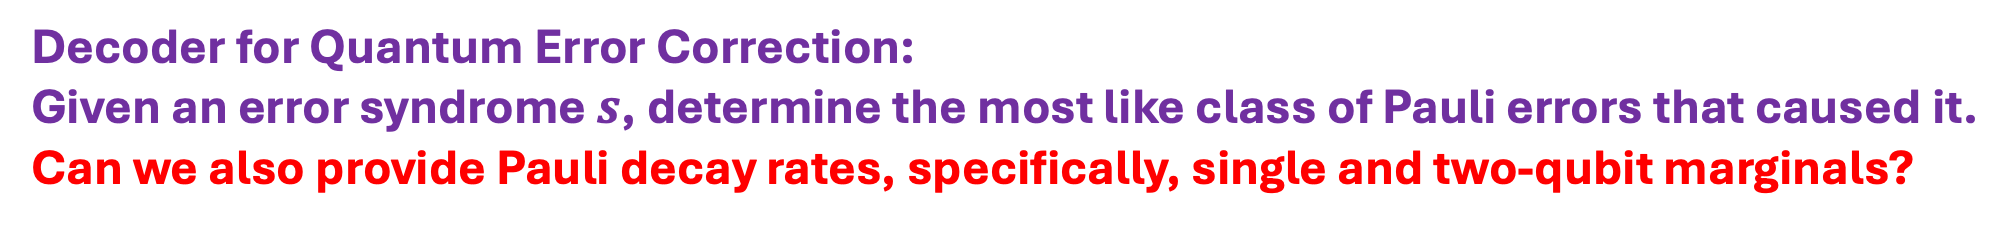 Decoder for Quantum Error Correction:
Given an error syndrome s, determine the most like class of Pauli errors that caused it.
Can we also provide Pauli decay rates, specifically, single and two-qubit marginals?